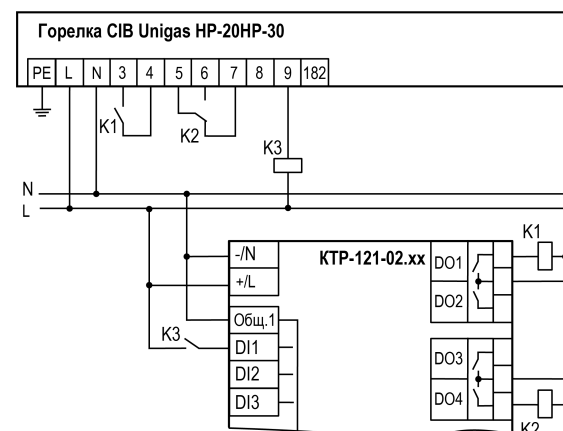 Горелка CIB Unigas HP-20HP-30
PE L N 3 4 5 6 7 8 9 182
K1
K2
K3
N
L
K1
-/N
КТР-121-02.xx
DO1
+/L
DO2
Общ.1
K3
DI1
DO3
DI2
DI3
DO4
K2